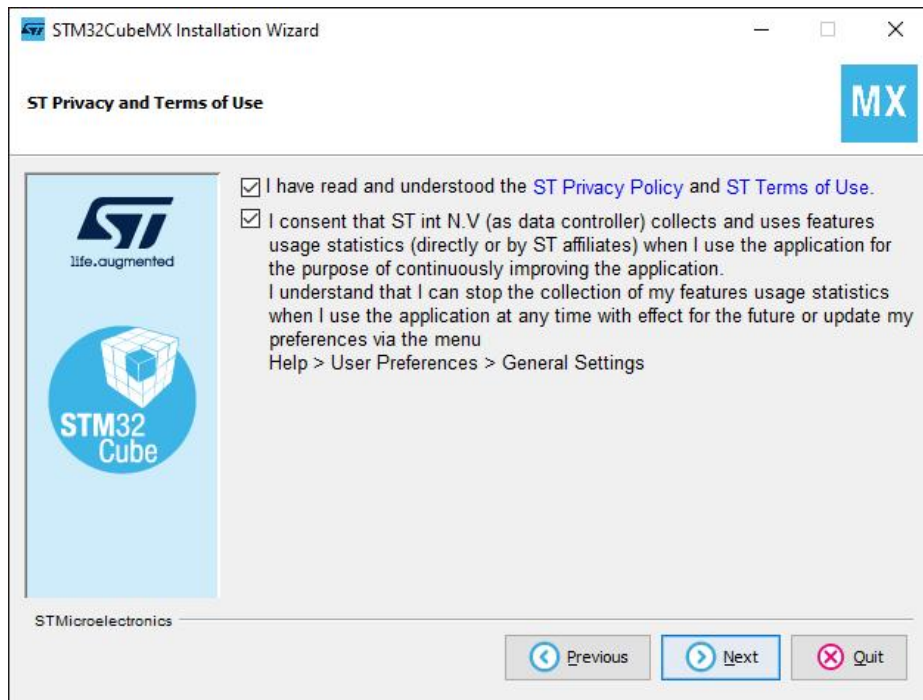 STM32CubeMX Installation Wizard
ST Privacy and Terms of Use
MX
I have read and understood the ST Privacy Policy and ST Terms of Use.
I consent that ST int N.V (as data controller) collects and uses features
usage statistics (directly or by ST affiliates) when I use the application for
the purpose of continuously improving the application.
I understand that I can stop the collection of my features usage statistics
when I use the application at any time with effect for the future or update my
preferences via the menu
Help > User Preferences > General Settings
ST
life.augmented
STM32
Cube
STMicroelectronics
Previous
Next
Quit